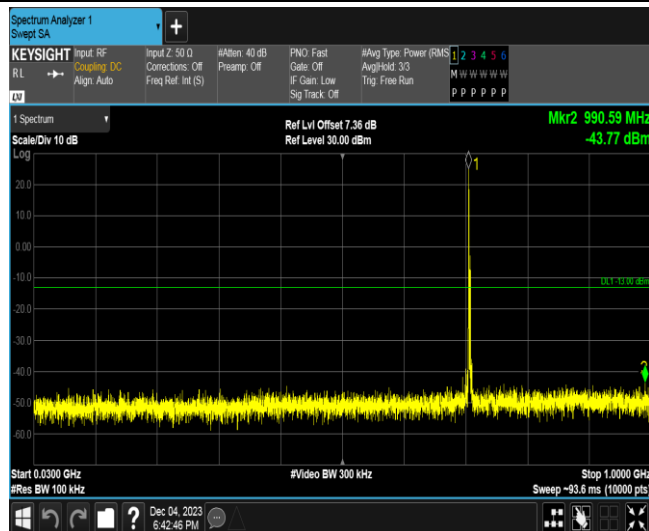 Spectrum Analyzer 1
Swept SA
+
KEYSIGHT
RL
LXI
Input: RF
Coupling: DC
Align: Auto
Input Z: 50 Ω
Corrections: Off
Freq Ref: Int (S)
#Atten: 40 dB
Preamp: Off
PNO: Fast
Gate: Off
IF Gain: Low
Sig Track: Off
#Avg Type: Power (RMS
Avg|Hold: 3/3
Trig: Free Run
1 2 3 4 5 6
M W W W W W
P P P P P P
1 Spectrum
Scale/Div 10 dB
Ref Lvl Offset 7.36 dB
Ref Level 30.00 dBm
Mkr2 990.59 MHz
-43.77 dBm
Log
1
20.0
10.0
0.00
-10.0
DL1 -13.00 dBm
-20.0
-30.0
-40.0
2
-50.0
-60.0
Start 0.0300 GHz
#Res BW 100 kHz
#Video BW 300 kHz
Stop 1.0000 GHz
Sweep ~93.6 ms (10000 pts)
?
Dec 04, 2023
6:42:46 PM